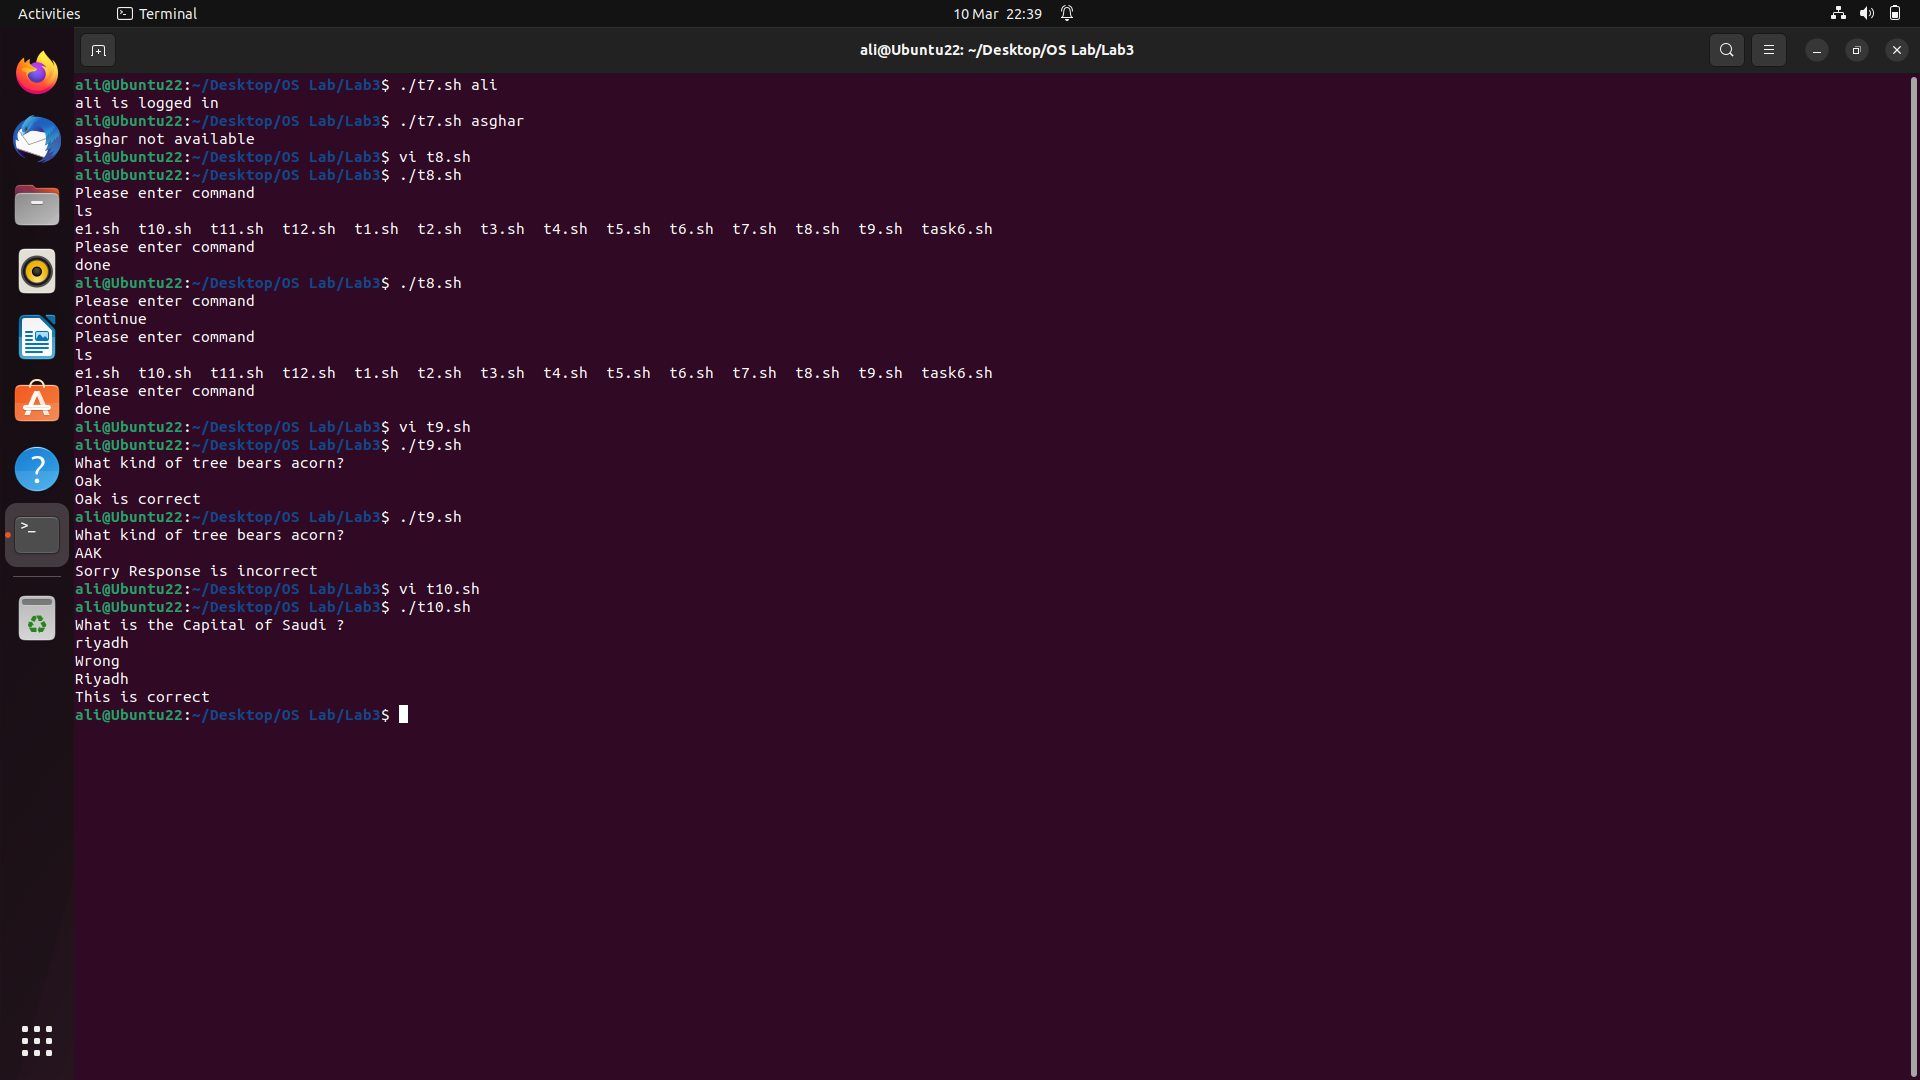 Activities Terminal 10 Mar 22:39
ali@Ubuntu22: ~/Desktop/OS Lab/Lab3
ali@Ubuntu22:~/Desktop/OS Lab/Lab3$ ./t7.sh ali
ali is logged in
ali@Ubuntu22:~/Desktop/OS Lab/Lab3$ ./t7.sh asghar
asghar not available
ali@Ubuntu22:~/Desktop/OS Lab/Lab3$ vi t8.sh
ali@Ubuntu22:~/Desktop/OS Lab/Lab3$ ./t8.sh
Please enter command
ls
e1.sh  t10.sh  t11.sh  t12.sh  t1.sh  t2.sh  t3.sh  t4.sh  t5.sh  t6.sh  t7.sh  t8.sh  t9.sh  task6.sh
Please enter command
done
ali@Ubuntu22:~/Desktop/OS Lab/Lab3$ ./t8.sh
Please enter command
continue
Please enter command
ls
e1.sh  t10.sh  t11.sh  t12.sh  t1.sh  t2.sh  t3.sh  t4.sh  t5.sh  t6.sh  t7.sh  t8.sh  t9.sh  task6.sh
Please enter command
done
ali@Ubuntu22:~/Desktop/OS Lab/Lab3$ vi t9.sh
ali@Ubuntu22:~/Desktop/OS Lab/Lab3$ ./t9.sh
What kind of tree bears acorn?
Oak
Oak is correct
ali@Ubuntu22:~/Desktop/OS Lab/Lab3$ ./t9.sh
What kind of tree bears acorn?
AAK
Sorry Response is incorrect
ali@Ubuntu22:~/Desktop/OS Lab/Lab3$ vi t10.sh
ali@Ubuntu22:~/Desktop/OS Lab/Lab3$ ./t10.sh
What is the Capital of Saudi ?
riyadh
Wrong
Riyadh
This is correct
ali@Ubuntu22:~/Desktop/OS Lab/Lab3$